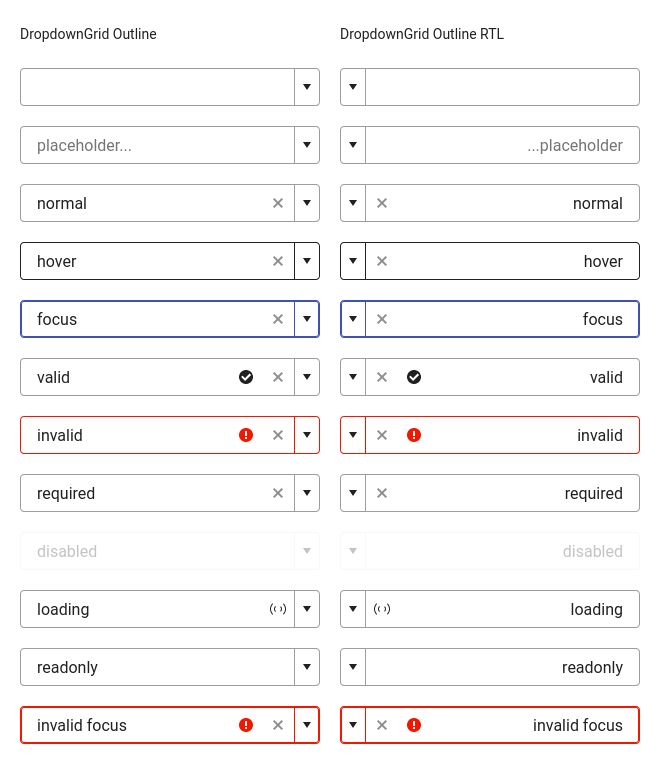 DropdownGrid Outline
DropdownGrid Outline RTL
placeholder...
...placeholder
normal
normal
hover
hover
focus
focus
valid
valid
invalid
invalid
required
required
disabled
disabled
loading
loading
readonly
readonly
invalid focus
invalid focus